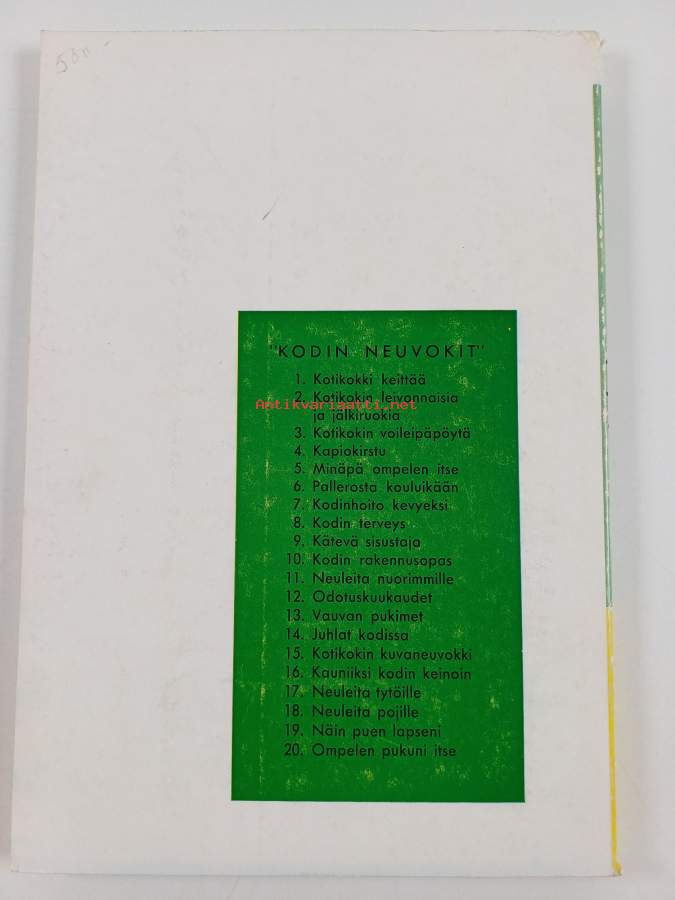 "KODIN NEUVOKIT"
1. Kotikokki keittää
2. Kotikokin leivonnaisia
Antikvariaatti.net
ja jälkiruokia
3. Kotikokin voileipäpöytä
4. Kapiokirstu
5. Minäpä ompelen itse
6. Pallerosta kouluikään
7. Kodinhoito kevyeksi
8. Kodin terveys
9. Kätevä sisustaja
10. Kodin rakennusopas
11. Neuleita nuorimmille
12. Odotuskuukaudet
13. Vauvan pukimet
14. Juhlat kodissa
15. Kotikokin kuvaneuvokki
16. Kauniiksi kodin keinoin
17. Neuleita tytöille
18. Neuleita pojille
19. Näin puen lapseni
20. Ompelen pukuni itse